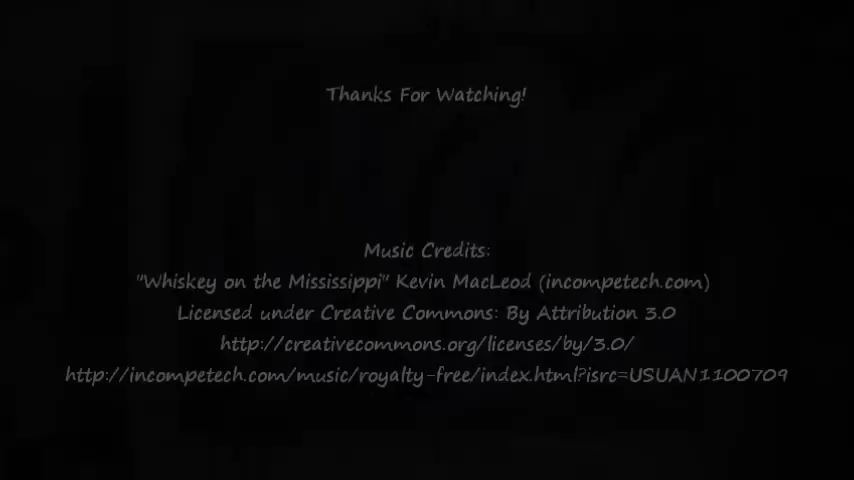 Thanks For Watching!
Music Credits:
"Whiskey on the Mississippi" Kevin MacLeod (incompetech.com)
Licensed under Creative Commons: By Attribution 3.0
http://creativecommons.org/licenses/by/3.0/
http://incompetech.com/music/royalty-free/index.html?isrc=USUAN1100709